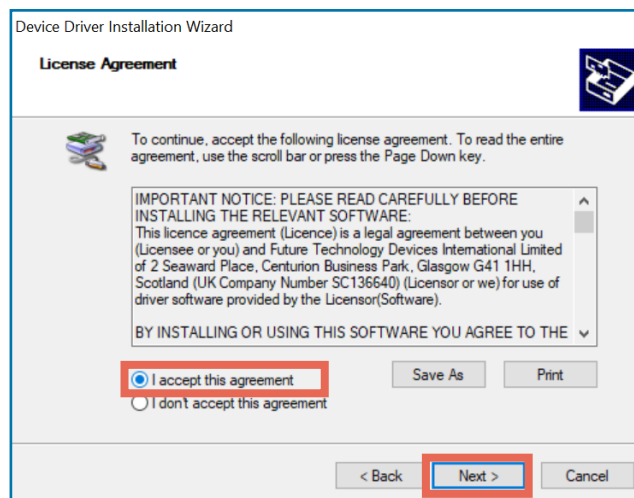 Device Driver Installation Wizard
License Agreement
To continue, accept the following license agreement. To read the entire
agreement, use the scroll bar or press the Page Down key.
IMPORTANT NOTICE: PLEASE READ CAREFULLY BEFORE
INSTALLING THE RELEVANT SOFTWARE:
This licence agreement (Licence) is a legal agreement between you
(Licensee or you) and Future Technology Devices International Limited
of 2 Seaward Place, Centurion Business Park, Glasgow G41 1HH,
Scotland (UK Company Number SC136640) (Licensor or we) for use of
driver software provided by the Licensor(Software).
BY INSTALLING OR USING THIS SOFTWARE YOU AGREE TO THE
I accept this agreement
Save As
Print
I don't accept this agreement
< Back
Next >
Cancel